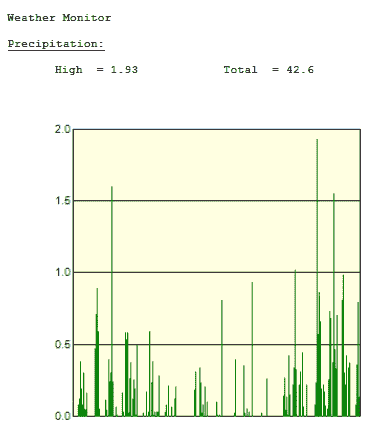 Weather Monitor
Precipitation:
High = 1.93 Total = 42.6
2.0
1.5
1.0
0.5
0.0